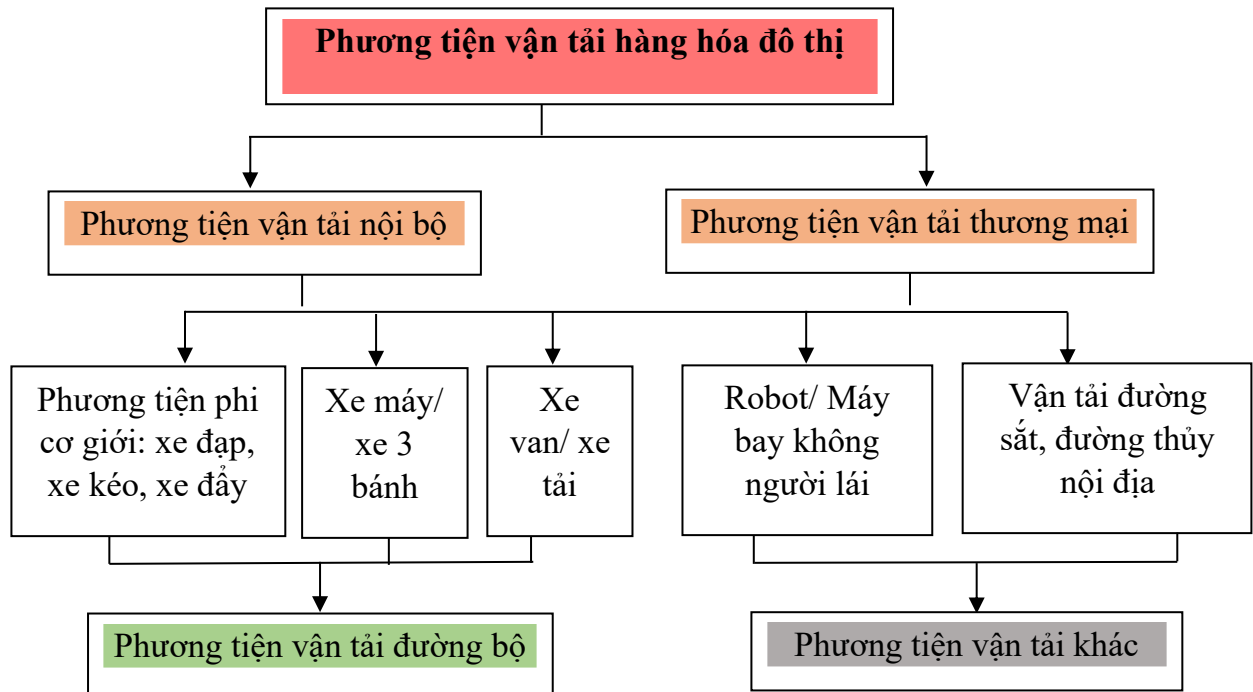 Phương tiện vận tải hàng hóa đô thị
Phương tiện vận tải nội bộ
Phương tiện vận tải thương mại
Phương tiện phi
cơ giới: xe đạp,
xe kéo, xe đẩy
Xe máy/
xe 3
bánh
Xe
van/ xe
tải
Robot/ Máy
bay không
người lái
Vận tải đường
sắt, đường thủy
nội địa
Phương tiện vận tải đường bộ
Phương tiện vận tải khác